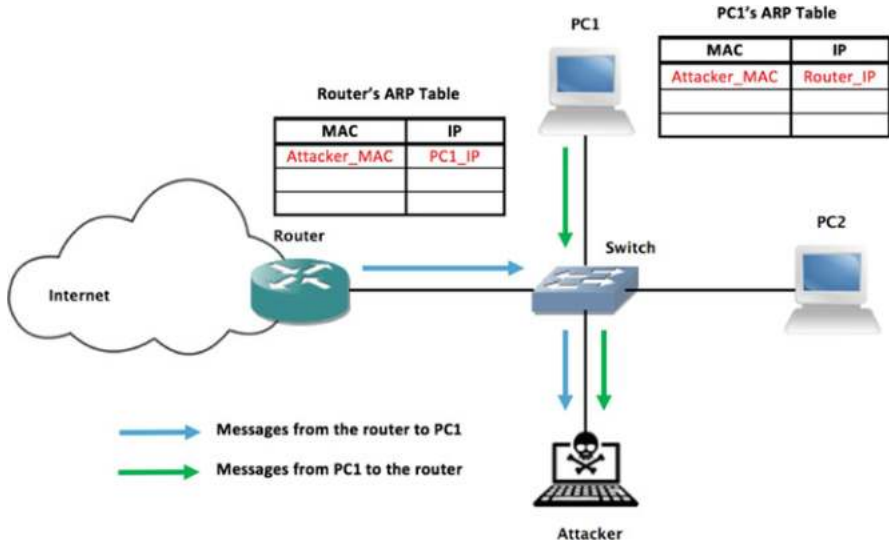 PC1
PC1's ARP Table
MAC IP
Attacker_MAC Router_IP
Router's ARP Table
MAC IP
Attacker_MAC PC1_IP
Router
Switch
PC2
Internet
Messages from the router to PC1
Messages from PC1 to the router
Attacker